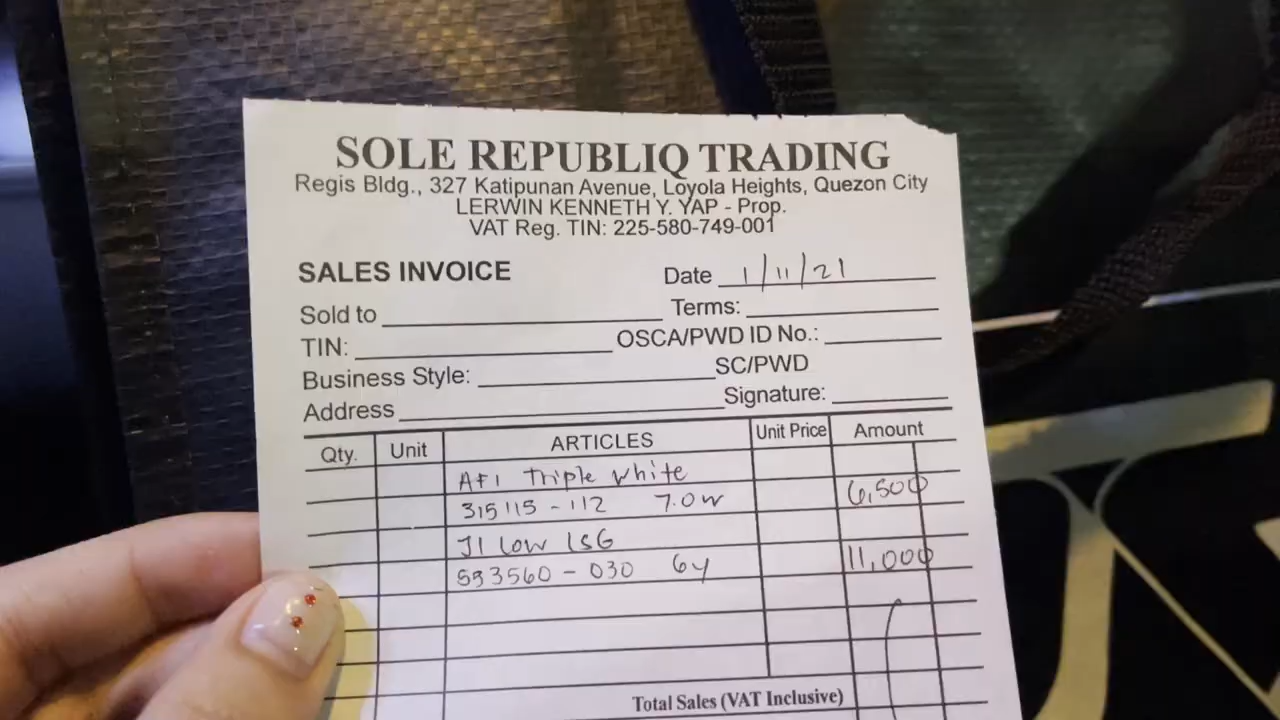 SOLE REPUBLIQ TRADING
Regis Bldg., 327 Katipunan Avenue, Loyola Heights, Quezon City
LERWIN KENNETH Y. YAP - Prop.
VAT Reg. TIN: 225-580-749-001
SALES INVOICE Date 1/11/21
Sold to Terms:
TIN: OSCA/PWD ID No.:
Business Style: SC/PWD
Address Signature:
Qty. Unit ARTICLES Unit Price Amount
AF1 Triple White
315115-112 7.0W 6,500
J1 Low LSG
553560-030 6Y 11,000
Total Sales (VAT Inclusive)